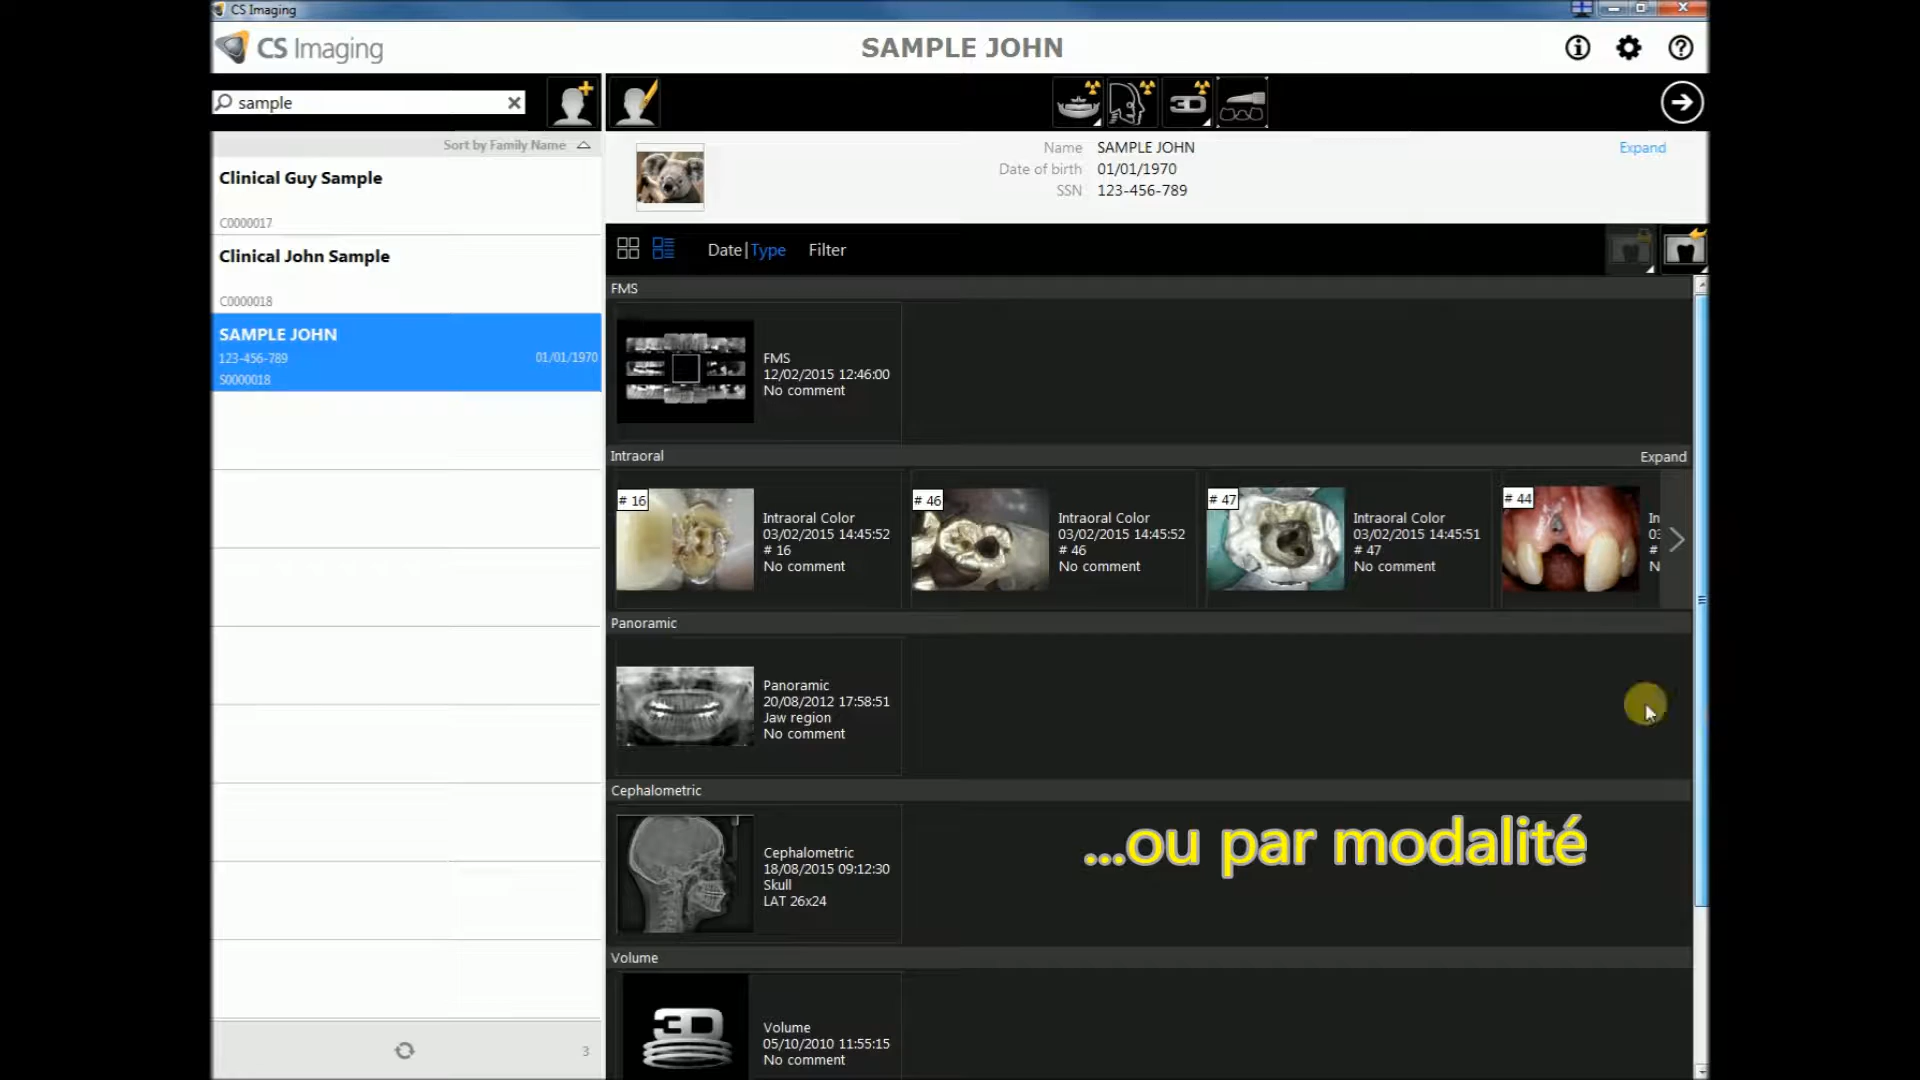 CS Imaging
CS Imaging
SAMPLE JOHN
sample
Sort by Family Name
Clinical Guy Sample
C0000017
Clinical John Sample
C0000018
SAMPLE JOHN
123-456-789 01/01/1970
S0000018
3
Name SAMPLE JOHN
Date of birth 01/01/1970
SSN 123-456-789
Expand
Date|Type Filter
FMS
FMS
12/02/2015 12:46:00
No comment
Intraoral Expand
# 16
Intraoral Color
03/02/2015 14:45:52
# 16
No comment
# 46
Intraoral Color
03/02/2015 14:45:52
# 46
No comment
# 47
Intraoral Color
03/02/2015 14:45:51
# 47
No comment
# 44
In
03
#
N
Panoramic
Panoramic
20/08/2012 17:58:51
Jaw region
No comment
Cephalometric
Cephalometric
18/08/2015 09:12:30
Skull
LAT 26x24
...ou par modalité
Volume
3D
Volume
05/10/2010 11:55:15
No comment